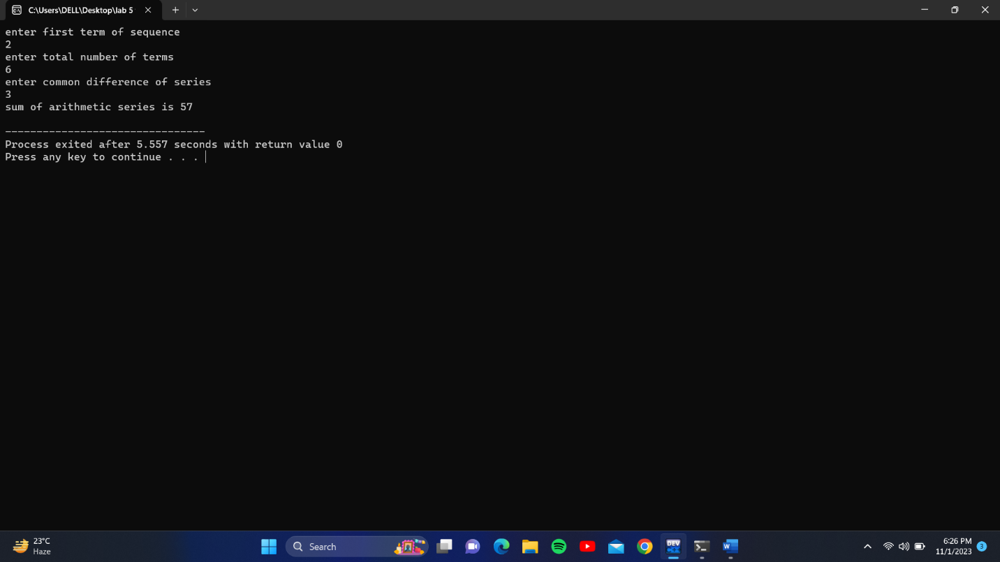 C:\Users\DELL\Desktop\lab 5
enter first term of sequence
2
enter total number of terms
6
enter common difference of series
3
sum of arithmetic series is 57
--------------------------------
Process exited after 5.557 seconds with return value 0
Press any key to continue . . .
23°C
Haze
Search
DEV
W
6:26 PM
11/1/2023
3